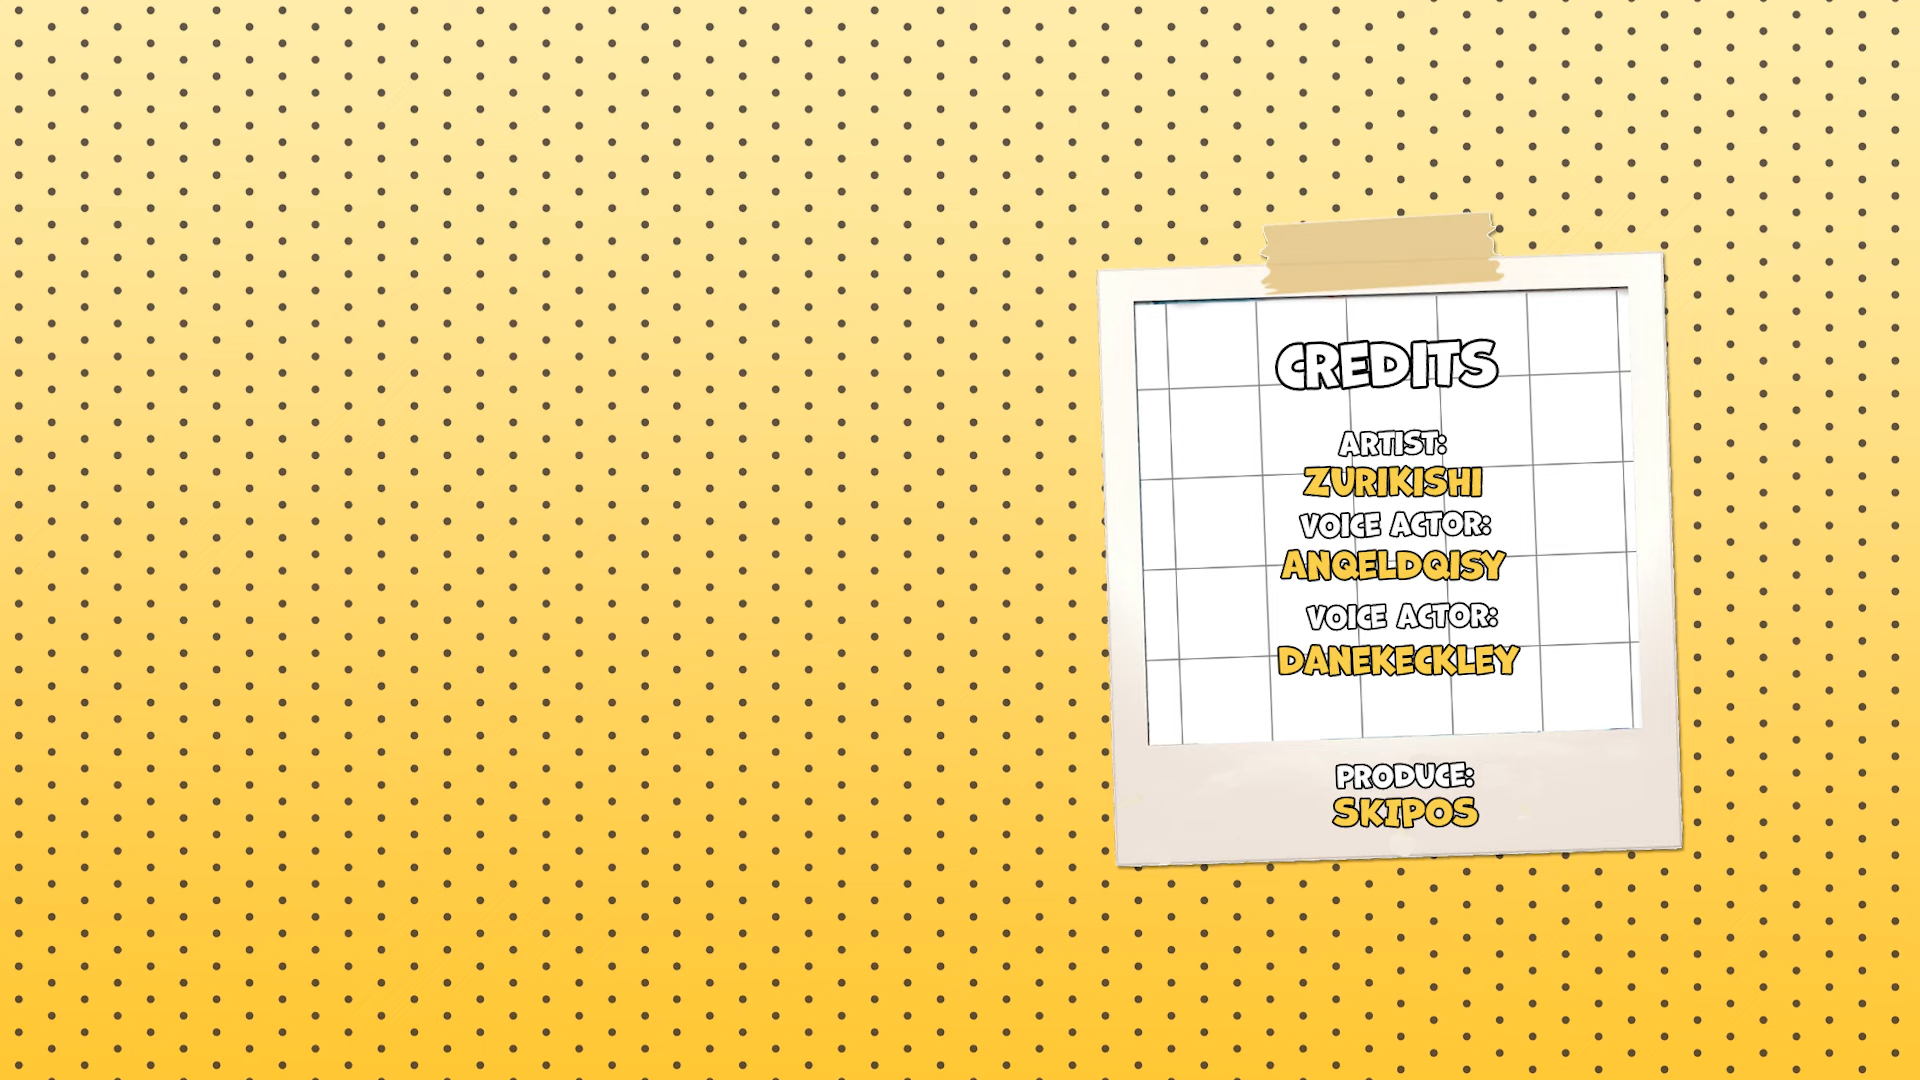 CREDITS
ARTIST:
ZURIKISHI
VOICE ACTOR:
ANQELDQISY
VOICE ACTOR:
DANEKECKLEY
PRODUCE:
SKIPOS